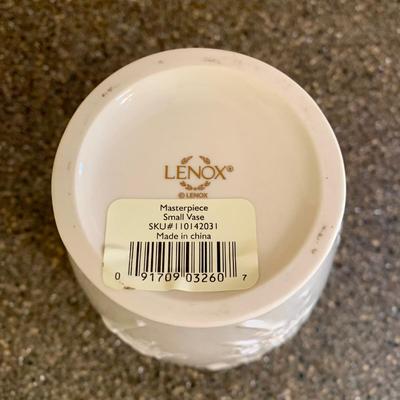 LENOX®
© LENOX
Masterpiece
Small Vase
SKU#110142031
Made in china
0 91709 03260 7